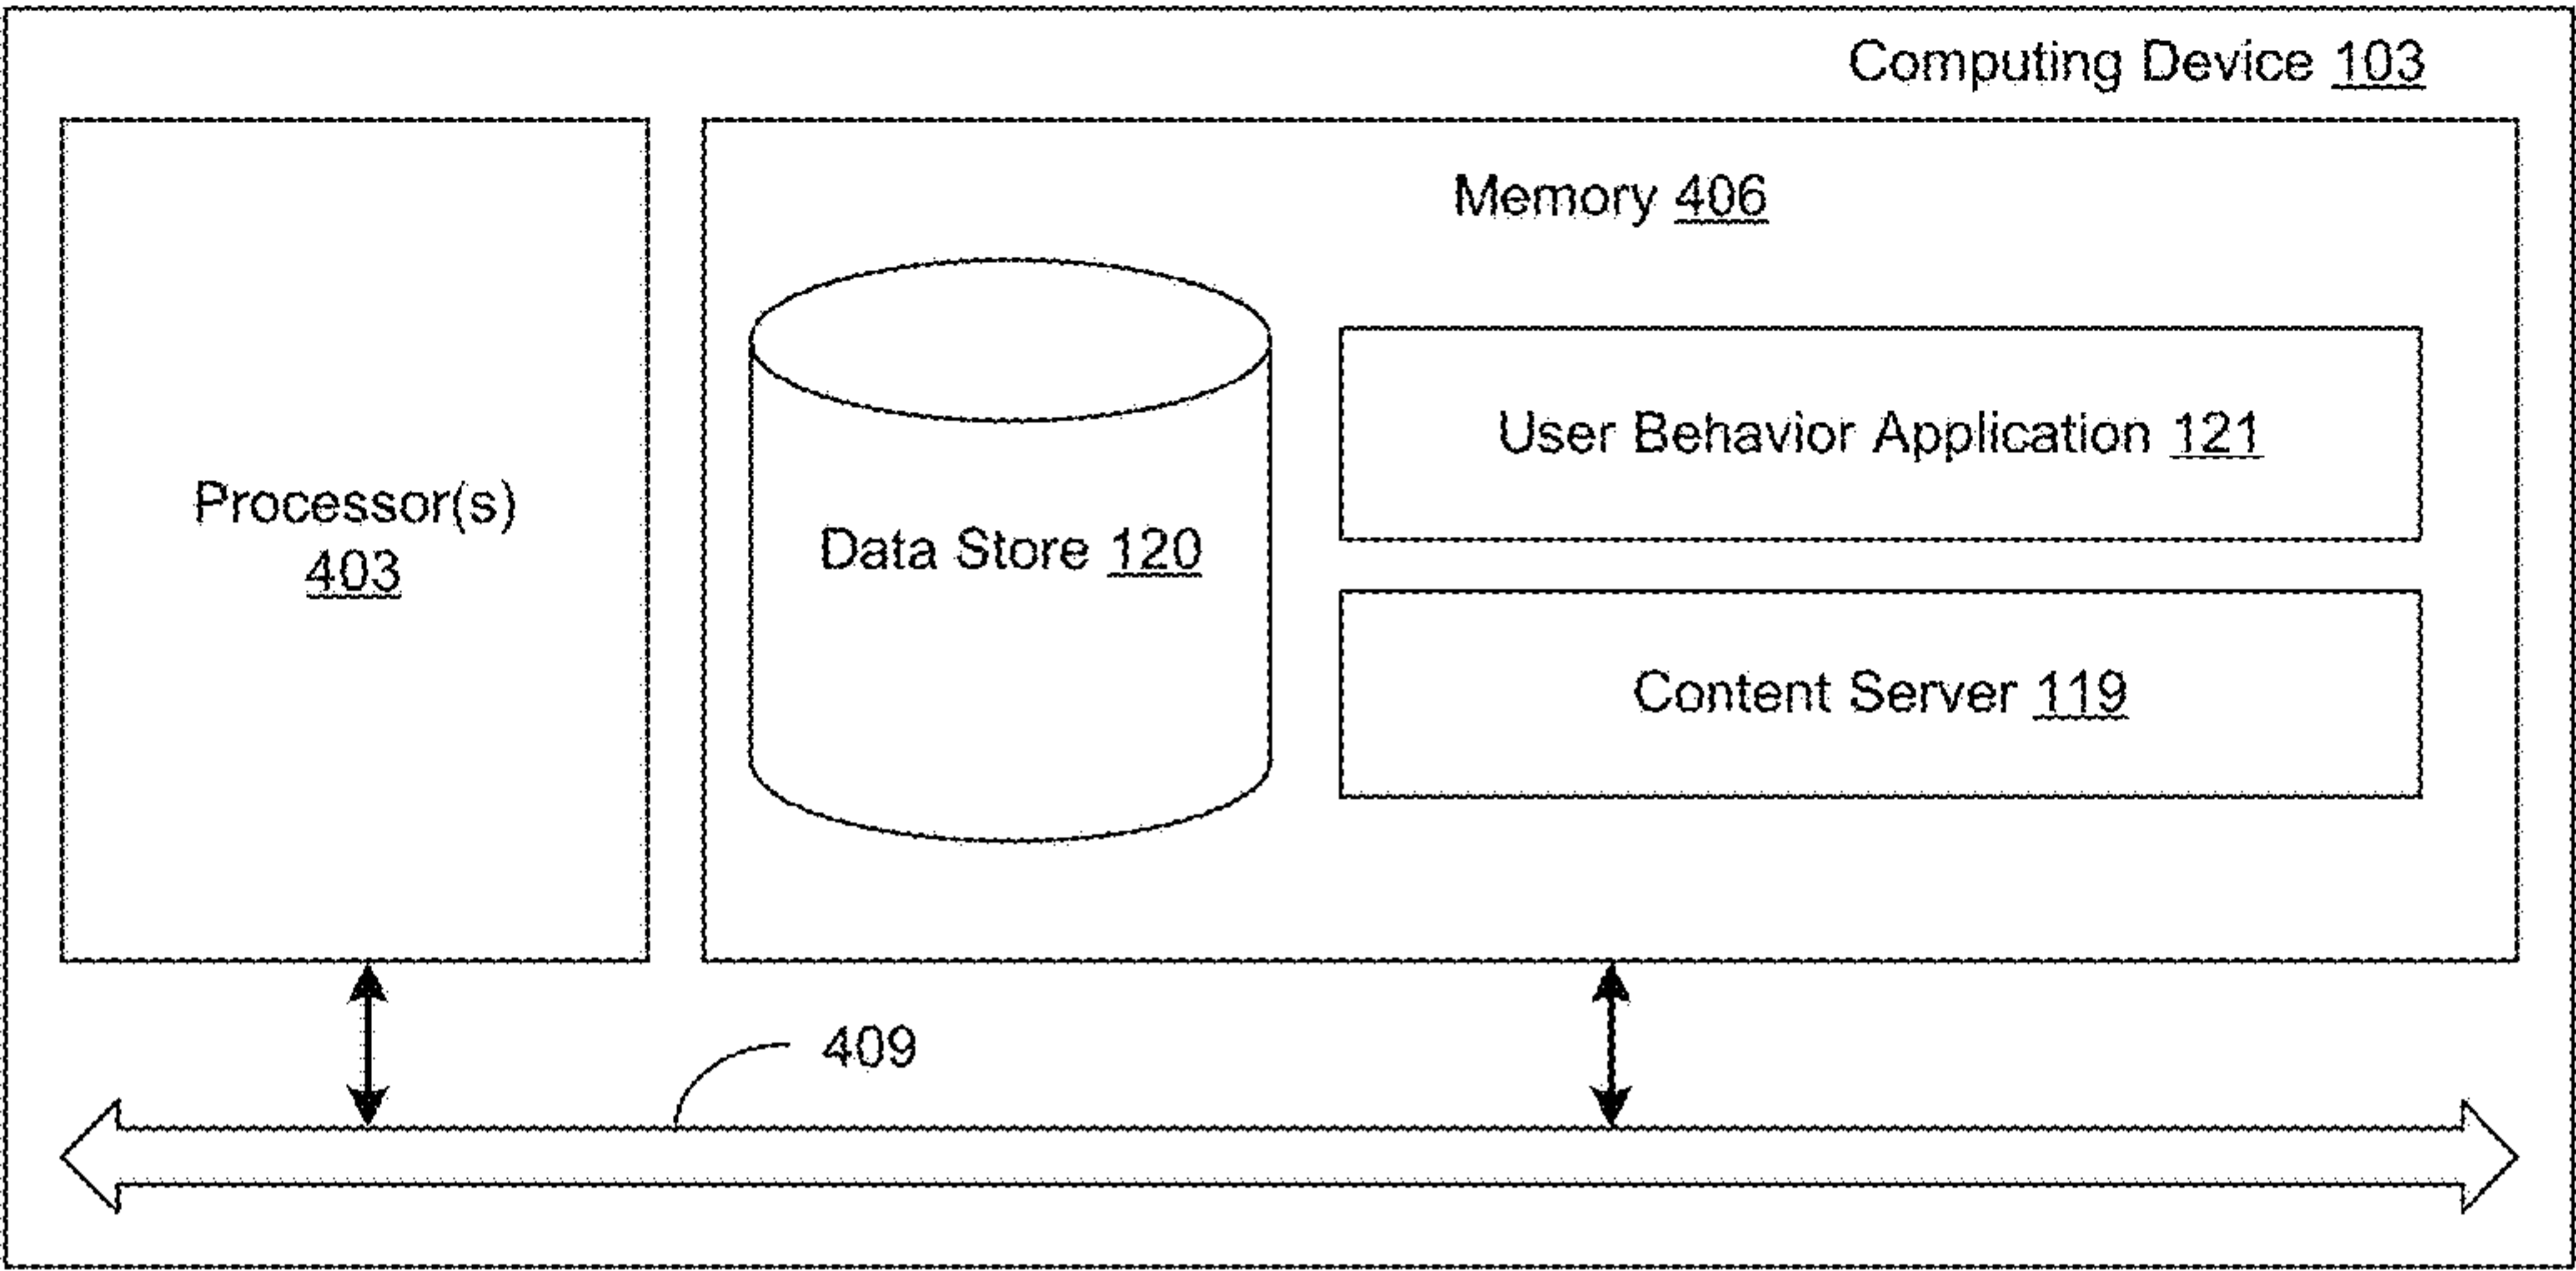 Computing Device 103
Memory 406
Processor(s)
403
Data Store 120
User Behavior Application 121
Content Server 119
409